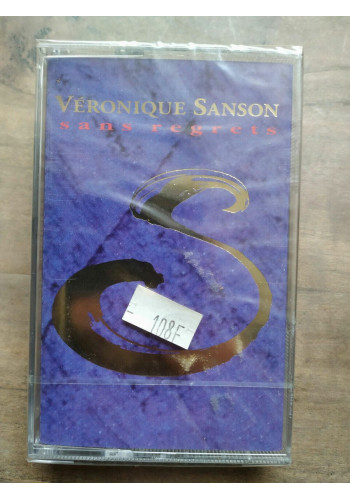 VÉRONIQUE SANSON
sans regrets
S
108F